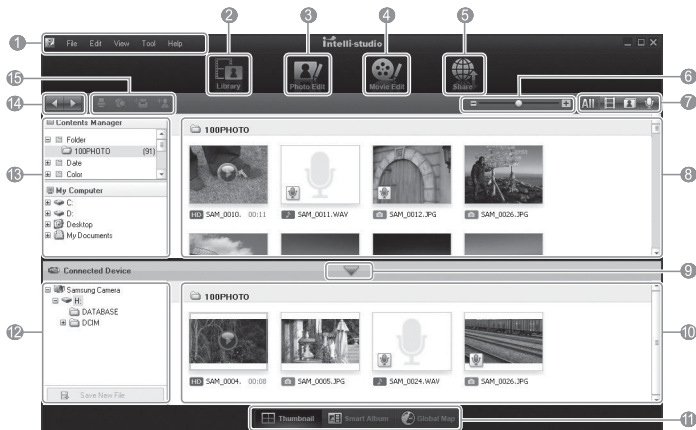 2 3 4 5
1 File Edit View Tool Help intelli-studio
15 Library Photo Edit Movie Edit Share 6
14 All 7
Contents Manager
Folder
100PHOTO (91)
Date
Color
13
My Computer
C:
D:
Desktop
My Documents
100PHOTO
HD SAM_0010. 00:11 SAM_0011.WAV SAM_0012.JPG SAM_0026.JPG
8
Connected Device 9
Samsung Camera
H:
DATABASE
DCIM
12
Save New File
100PHOTO
HD SAM_0004. 00:08 SAM_0005.JPG SAM_0024.WAV SAM_0026.JPG
10
Thumbnail Smart Album Global Map 11